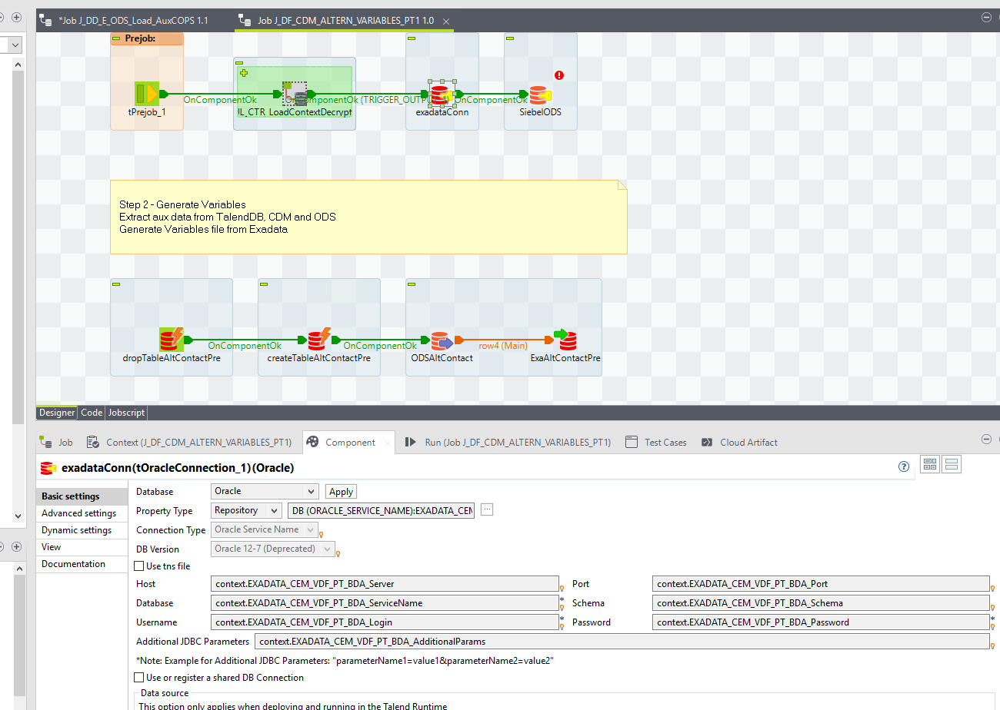 *Job J_DD_E_ODS_Load_AuxCOPS 1.1
Job J_DF_CDM_ALTERN_VARIABLES_PT1 1.0
Prejob:
OnComponentOk
OnComponentOk (TRIGGER_OUTPUT_1)
OnComponentOk
tPrejob_1
JL_CTR_LoadContextDecrypt
exadataConn
SiebelODS
Step 2 - Generate Variables
Extract aux data from TalendDB, CDM and ODS
Generate Variables file from Exadata
OnComponentOk
OnComponentOk
row4 (Main)
dropTableAltContactPre
createTableAltContactPre
ODSAltContact
ExaAltContactPre
Designer
Code
Jobscript
Job
Context (J_DF_CDM_ALTERN_VARIABLES_PT1)
Component
Run (Job J_DF_CDM_ALTERN_VARIABLES_PT1)
Test Cases
Cloud Artifact
exadataConn(tOracleConnection_1)(Oracle)
Basic settings
Advanced settings
Dynamic settings
View
Documentation
Database
Oracle
Apply
Property Type
Repository
DB (ORACLE_SERVICE_NAME):EXADATA_CEM
...
Connection Type
Oracle Service Name
DB Version
Oracle 12-7 (Deprecated)
Use tns file
Host
context.EXADATA_CEM_VDF_PT_BDA_Server
Port
context.EXADATA_CEM_VDF_PT_BDA_Port
Database
context.EXADATA_CEM_VDF_PT_BDA_ServiceName
*
Schema
context.EXADATA_CEM_VDF_PT_BDA_Schema
Username
context.EXADATA_CEM_VDF_PT_BDA_Login
*
Password
context.EXADATA_CEM_VDF_PT_BDA_Password
*
Additional JDBC Parameters
context.EXADATA_CEM_VDF_PT_BDA_AdditionalParams
*Note: Example for Additional JDBC Parameters: "parameterName1=value1&parameterName2=value2"
Use or register a shared DB Connection
Data source
This option only applies when deploying and running in the Talend Runtime